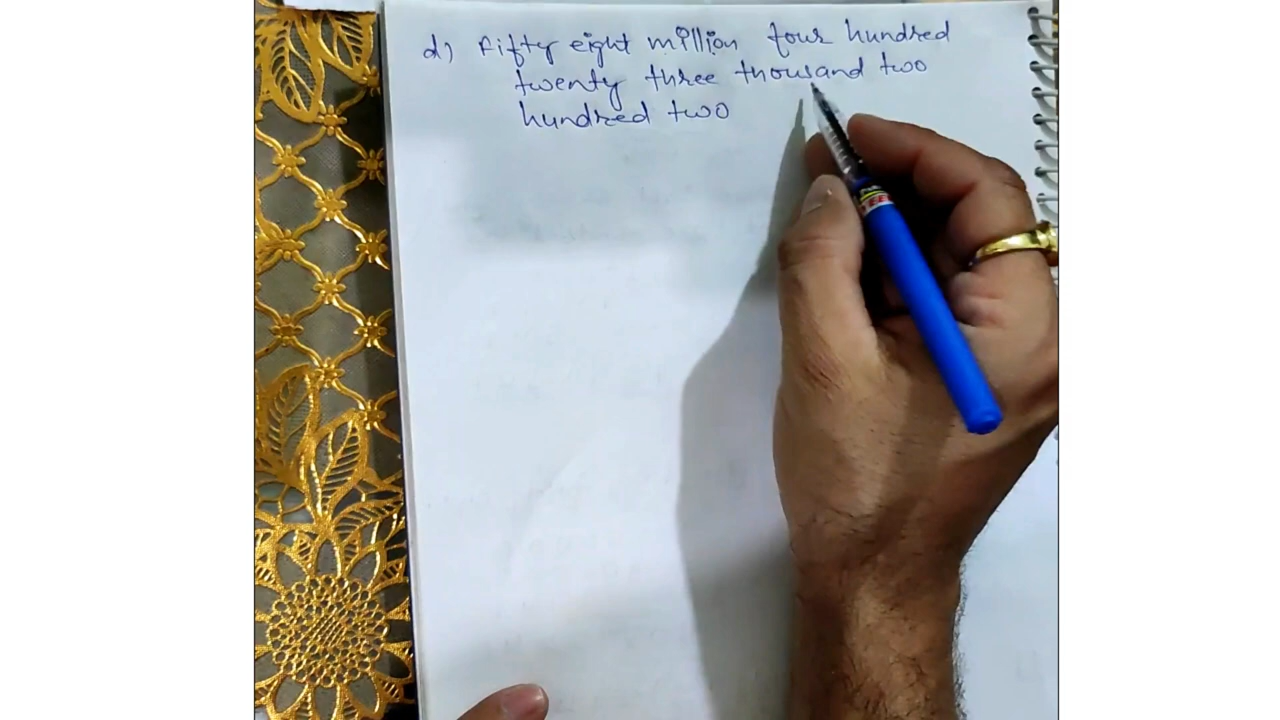 d) Fifty eight million four hundred
twenty three thousand two
hundred two